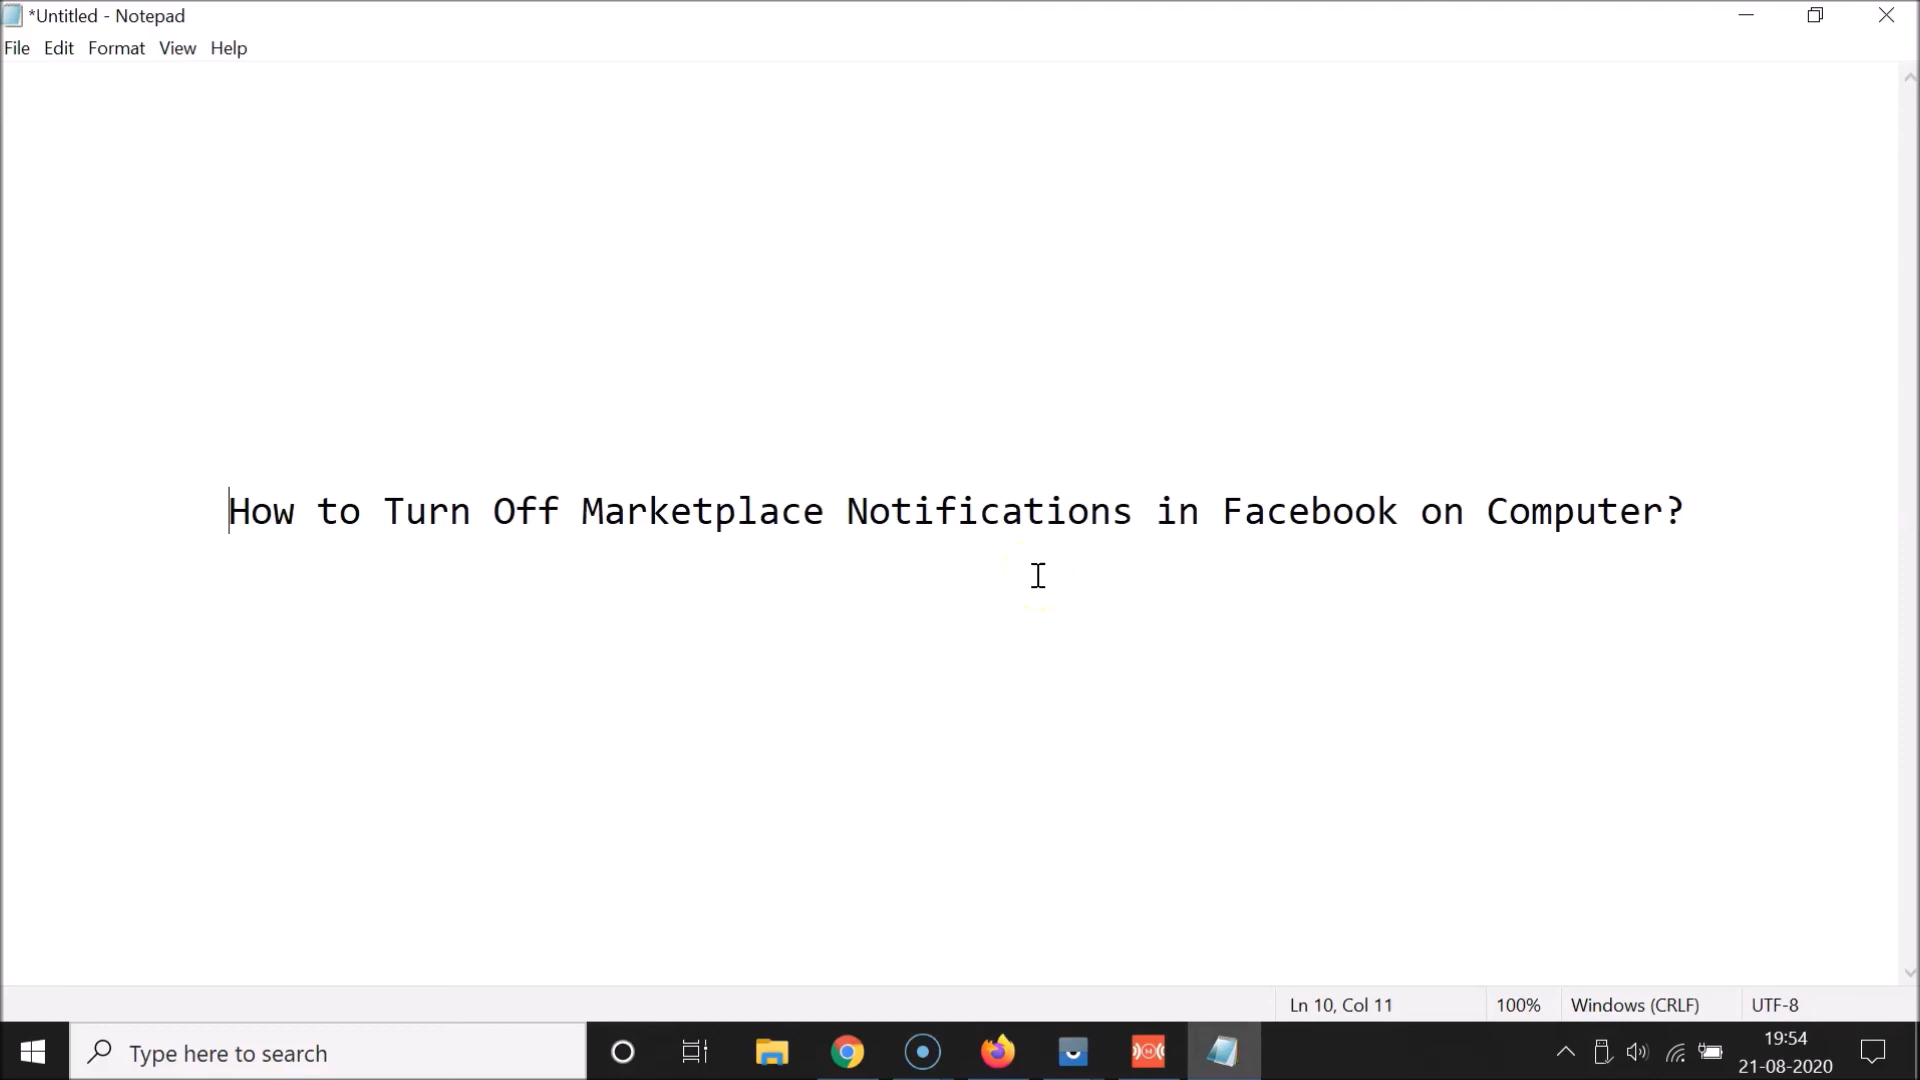 *Untitled - Notepad
File Edit Format View Help
How to Turn Off Marketplace Notifications in Facebook on Computer?
Ln 10, Col 11 100% Windows (CRLF) UTF-8
Type here to search
19:54
21-08-2020